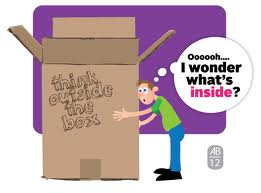 think
outside
the
box
Oooooh....
I wonder
what's
inside?
AB
12